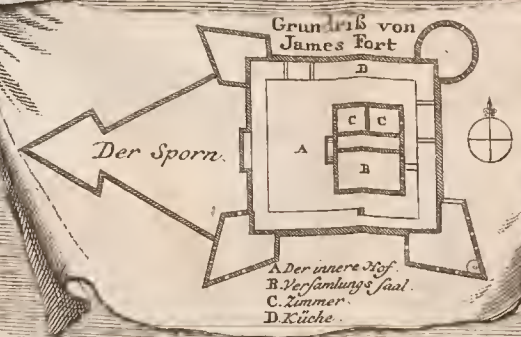 Grundriß von
James Fort
D
C C
A
B
Der Sporn.
A Der innere Hof.
B. Versamlungs saal
C. Zimmer.
D. Küche.